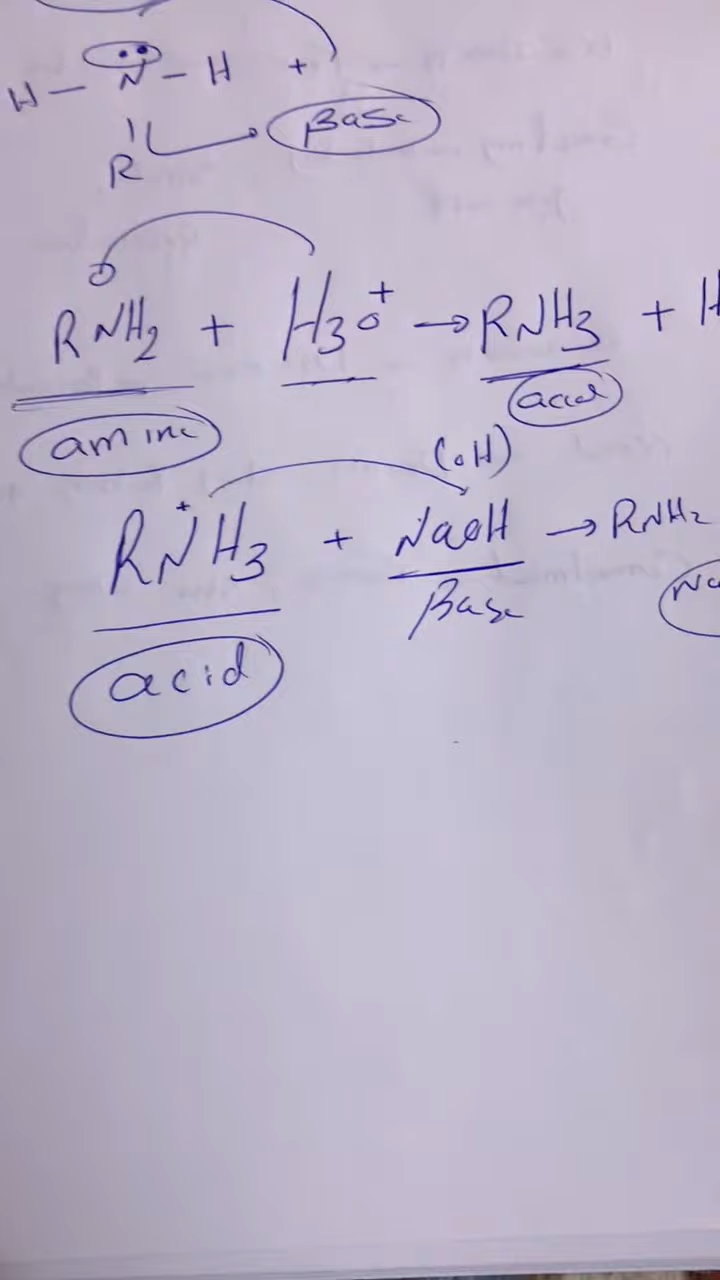 H — N̈ — H +
Base
R
RNH₂ + H₃O⁺ → RNH₃ + H
amine acid
(OH)
RN⁺H₃ + NaOH → RNH₂
Base
acid